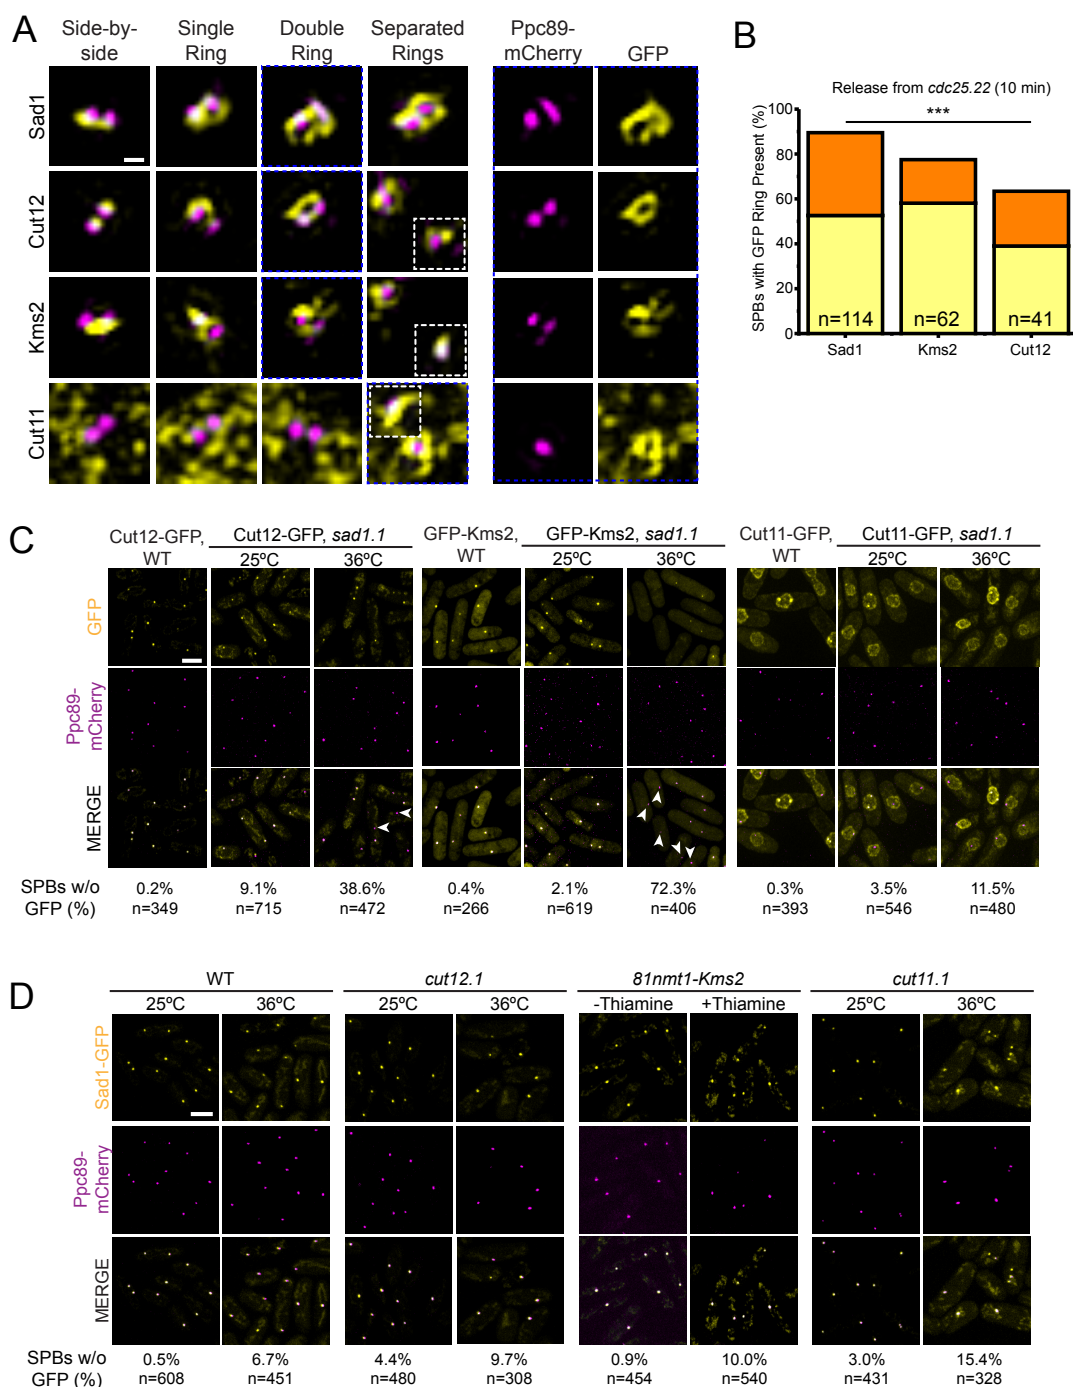 A
Side-by-
side
Single
Ring
Double
Ring
Separated
Rings
Ppc89-
mCherry
GFP
Sad1
Cut12
Kms2
Cut11
B
Release from cdc25.22 (10 min)
***
SPBs with GFP Ring Present (%)
100
80
60
40
20
0
n=114
n=62
n=41
Sad1
Kms2
Cut12
C
Cut12-GFP,
WT
Cut12-GFP, sad1.1
25ºC
36ºC
GFP-Kms2,
WT
GFP-Kms2, sad1.1
25ºC
36ºC
Cut11-GFP,
WT
Cut11-GFP, sad1.1
25ºC
36ºC
GFP
Ppc89-
mCherry
MERGE
SPBs w/o
GFP (%)
0.2%
n=349
9.1%
n=715
38.6%
n=472
0.4%
n=266
2.1%
n=619
72.3%
n=406
0.3%
n=393
3.5%
n=546
11.5%
n=480
D
WT
25ºC
36ºC
cut12.1
25ºC
36ºC
81nmt1-Kms2
-Thiamine
+Thiamine
cut11.1
25ºC
36ºC
Sad1-GFP
Ppc89-
mCherry
MERGE
SPBs w/o
GFP (%)
0.5%
n=608
6.7%
n=451
4.4%
n=480
9.7%
n=308
0.9%
n=454
10.0%
n=540
3.0%
n=431
15.4%
n=328